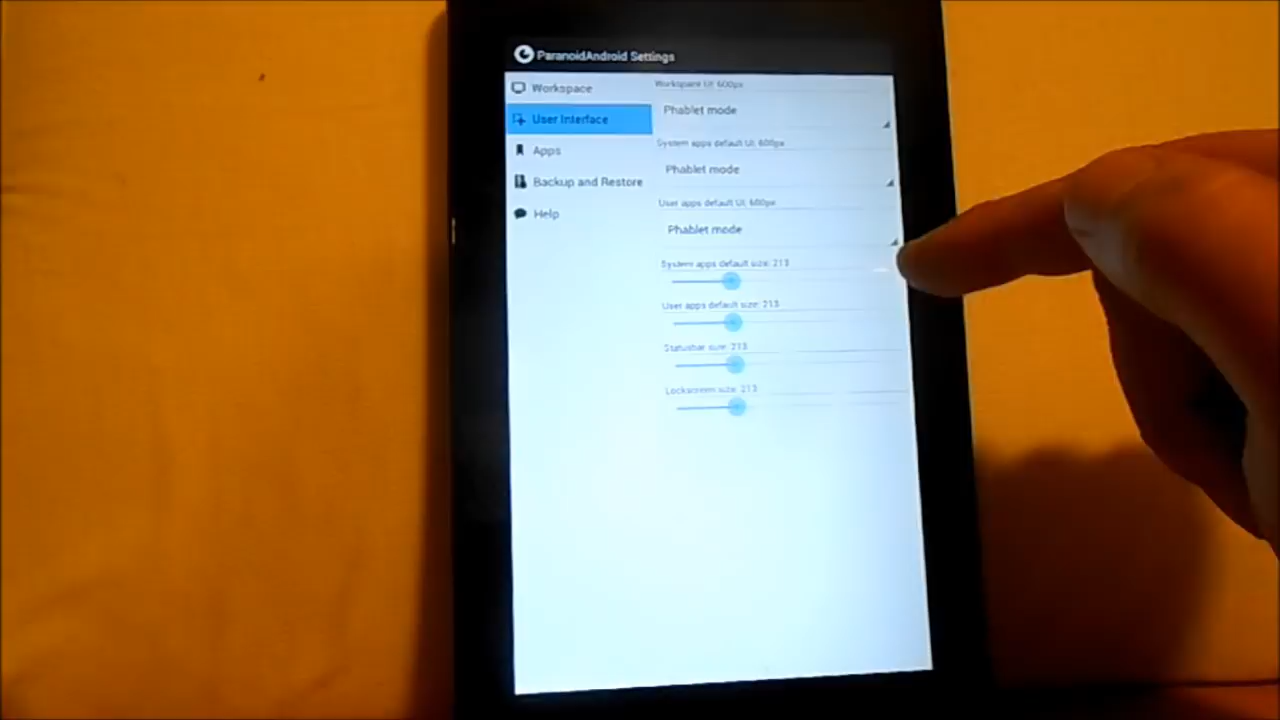 ParanoidAndroid Settings
Workspace
User Interface
Apps
Backup and Restore
Help
Workspace UI: 600px
Phablet mode
System apps default UI: 600px
Phablet mode
User apps default UI: 600px
Phablet mode
System apps default size: 213
User apps default size: 213
Statusbar size: 213
Lockscreen size: 213